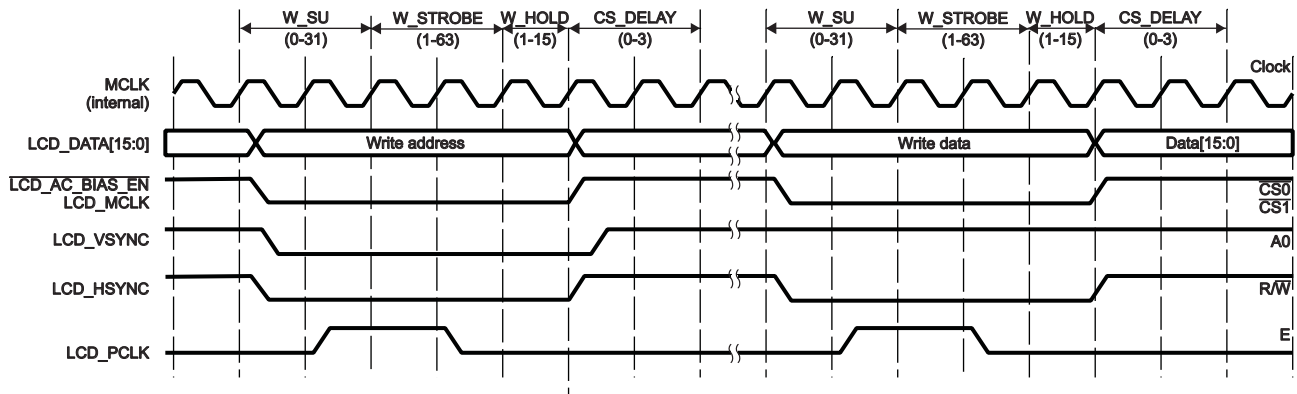 W_SU W_STROBE W_HOLD CS_DELAY W_SU W_STROBE W_HOLD CS_DELAY
(0-31) (1-63) (1-15) (0-3) (0-31) (1-63) (1-15) (0-3)
Clock
MCLK
(internal)
LCD_DATA[15:0] Write address Write data Data[15:0]
LCD_AC_BIAS_EN CS0
LCD_MCLK CS1
LCD_VSYNC A0
LCD_HSYNC R/W
LCD_PCLK E